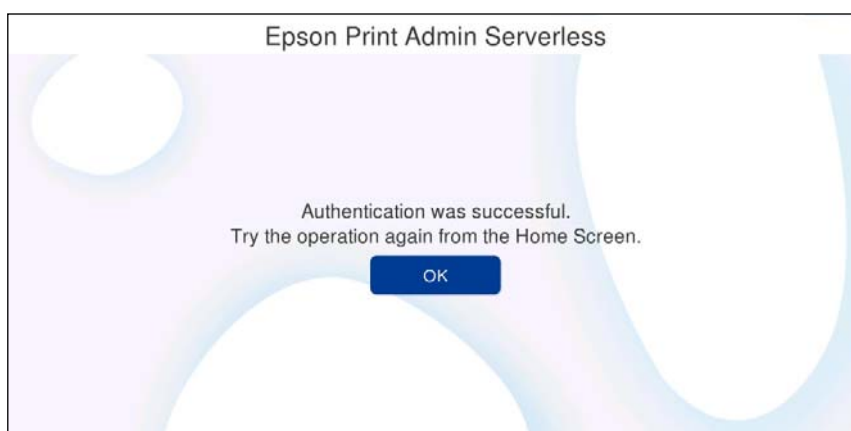 Epson Print Admin Serverless
Authentication was successful.
Try the operation again from the Home Screen.
OK